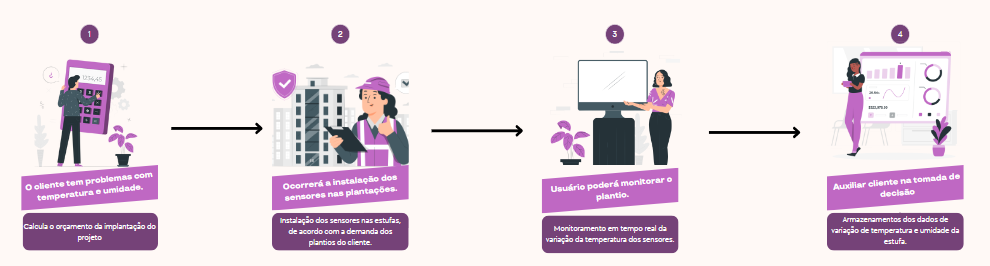 1
2
3
4
O cliente tem problemas com
temperatura e umidade.
Calcula o orçamento da implantação do
projeto
Ocorrerá a instalação dos
sensores nas plantações.
Instalação dos sensores nas estufas,
de acordo com a demanda dos
plantios do cliente.
Usuário poderá monitorar o
plantio.
Monitoramento em tempo real da
variação da temperatura dos sensores.
Auxiliar cliente na tomada de
decisão
Armazenamentos dos dados de
variação de temperatura e umidade da
estufa.